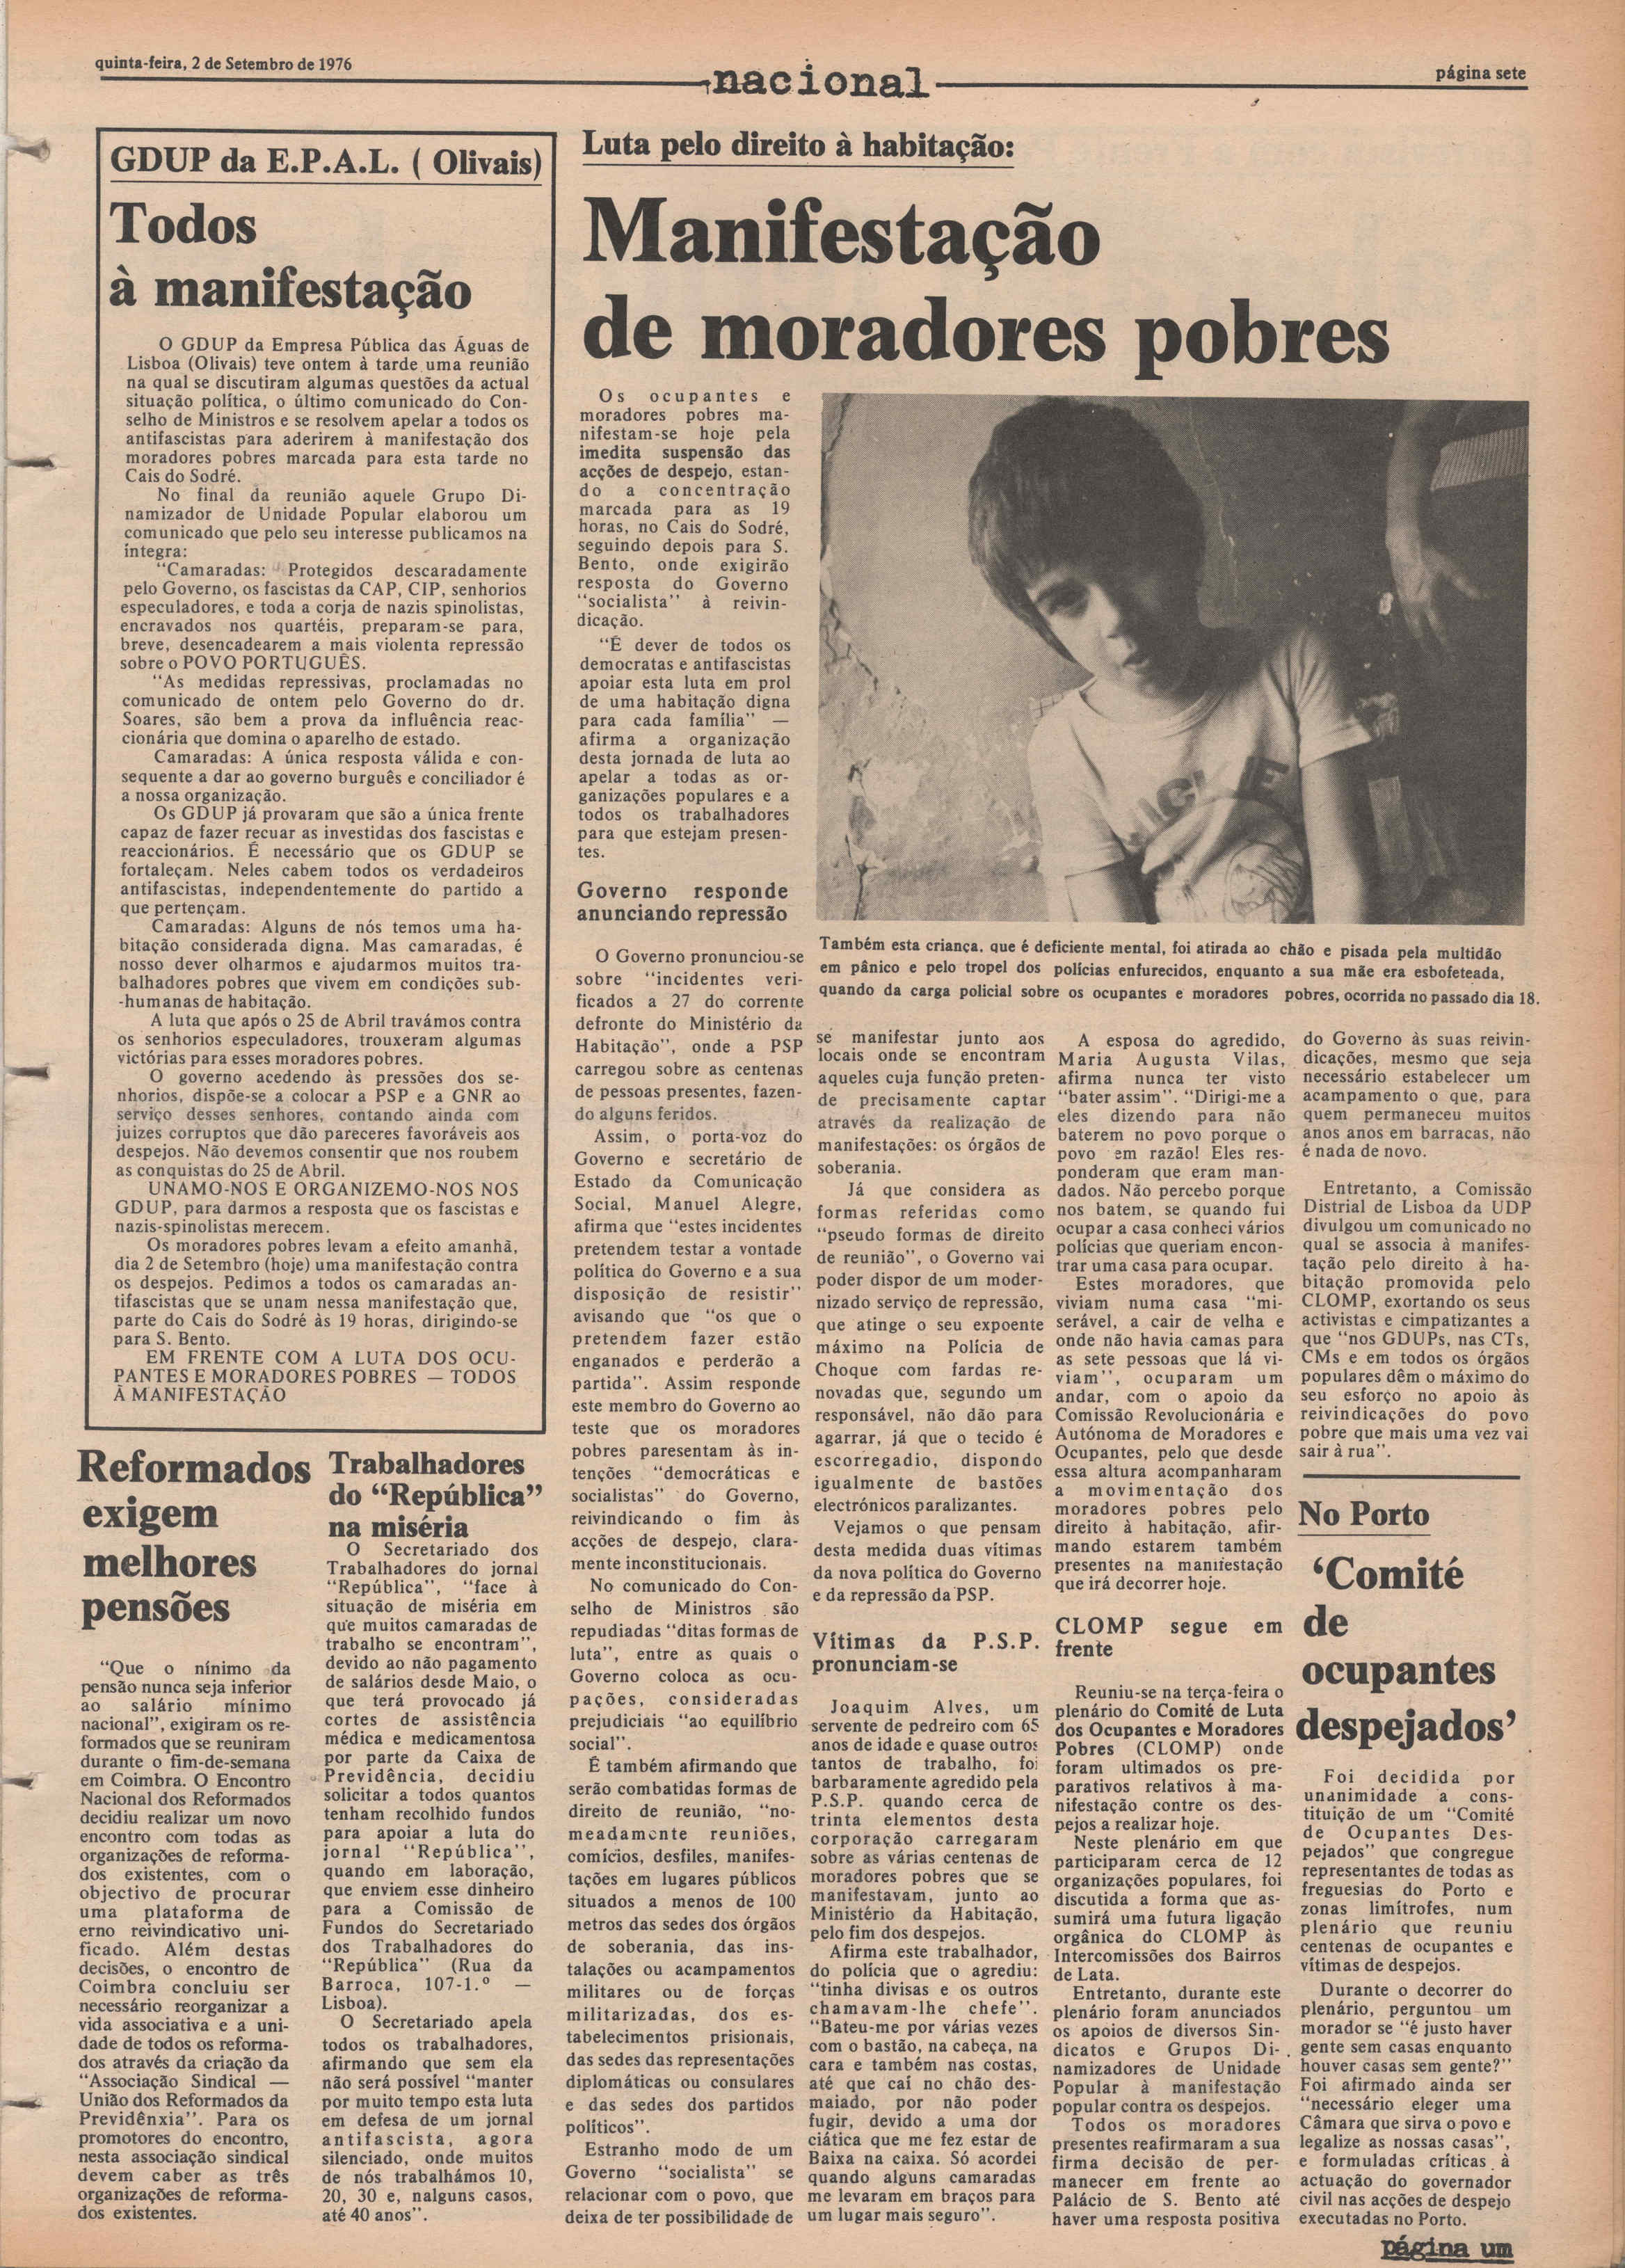 quinta-feira, 2 de Setembro de 1976
nacional
página sete
GDUP da E.P.A.L. ( Olivais)
Todos
à manifestação
O GDUP da Empresa Pública das Águas de
Lisboa (Olivais) teve ontem à tarde uma reunião
na qual se discutiram algumas questões da actual
situação política, o último comunicado do Con-
selho de Ministros e se resolvem apelar a todos os
antifascistas para aderirem à manifestação dos
moradores pobres marcada para esta tarde no
Cais do Sodré.
No final da reunião aquele Grupo Di-
namizador de Unidade Popular elaborou um
comunicado que pelo seu interesse publicamos na
íntegra:
"Camaradas: Protegidos descaradamente
pelo Governo, os fascistas da CAP, CIP, senhorios
especuladores, e toda a corja de nazis spinolistas,
encravados nos quartéis, preparam-se para,
breve, desencadearem a mais violenta repressão
sobre o POVO PORTUGUÊS.
"As medidas repressivas, proclamadas no
comunicado de ontem pelo Governo do dr.
Soares, são bem a prova da influência reac-
cionária que domina o aparelho de estado.
Camaradas: A única resposta válida e con-
sequente a dar ao governo burguês e conciliador é
a nossa organização.
Os GDUP já provaram que são a única frente
capaz de fazer recuar as investidas dos fascistas e
reaccionários. É necessário que os GDUP se
fortaleçam. Neles cabem todos os verdadeiros
antifascistas, independentemente do partido a
que pertençam.
Camaradas: Alguns de nós temos uma ha-
bitação considerada digna. Mas camaradas, é
nosso dever olharmos e ajudarmos muitos tra-
balhadores pobres que vivem em condições sub-
-humanas de habitação.
A luta que após o 25 de Abril travámos contra
os senhorios especuladores, trouxeram algumas
victórias para esses moradores pobres.
O governo acedendo às pressões dos se-
nhorios, dispõe-se a colocar a PSP e a GNR ao
serviço desses senhores, contando ainda com
juizes corruptos que dão pareceres favoráveis aos
despejos. Não devemos consentir que nos roubem
as conquistas do 25 de Abril.
UNAMO-NOS E ORGANIZEMO-NOS NOS
GDUP, para darmos a resposta que os fascistas e
nazis-spinolistas merecem.
Os moradores pobres levam a efeito amanhã,
dia 2 de Setembro (hoje) uma manifestação contra
os despejos. Pedimos a todos os camaradas an-
tifascistas que se unam nessa manifestação que,
parte do Cais do Sodré às 19 horas, dirigindo-se
para S. Bento.
EM FRENTE COM A LUTA DOS OCU-
PANTES E MORADORES POBRES — TODOS
À MANIFESTAÇÃO
Reformados
exigem
melhores
pensões
"Que o nínimo da
pensão nunca seja inferior
ao salário mínimo
nacional", exigiram os re-
formados que se reuniram
durante o fim-de-semana
em Coimbra. O Encontro
Nacional dos Reformados
decidiu realizar um novo
encontro com todas as
organizações de reforma-
dos existentes, com o
objectivo de procurar
uma plataforma de
erno reivindicativo uni-
ficado. Além destas
decisões, o encontro de
Coimbra concluiu ser
necessário reorganizar a
vida associativa e a uni-
dade de todos os reforma-
dos através da criação da
"Associação Sindical —
União dos Reformados da
Previdênxia". Para os
promotores do encontro,
nesta associação sindical
devem caber as três
organizações de reforma-
dos existentes.
Trabalhadores
do "República"
na miséria
O Secretariado dos
Trabalhadores do jornal
"República", "face à
situação de miséria em
que muitos camaradas de
trabalho se encontram",
devido ao não pagamento
de salários desde Maio, o
que terá provocado já
cortes de assistência
médica e medicamentosa
por parte da Caixa de
Previdência, decidiu
solicitar a todos quantos
tenham recolhido fundos
para apoiar a luta do
jornal "República",
quando em laboração,
que enviem esse dinheiro
para a Comissão de
Fundos do Secretariado
dos Trabalhadores do
"República" (Rua da
Barroca, 107-1.º —
Lisboa).
O Secretariado apela
todos os trabalhadores,
afirmando que sem ela
não será possível "manter
por muito tempo esta luta
em defesa de um jornal
antifascista, agora
silenciado, onde muitos
de nós trabalhámos 10,
20, 30 e, nalguns casos,
até 40 anos".
Luta pelo direito à habitação:
Manifestação
de moradores pobres
Os ocupantes e
moradores pobres ma-
nifestam-se hoje pela
imedita suspensão das
acções de despejo, estan-
do a concentração
marcada para as 19
horas, no Cais do Sodré,
seguindo depois para S.
Bento, onde exigirão
resposta do Governo
"socialista" à reivin-
dicação.
"É dever de todos os
democratas e antifascistas
apoiar esta luta em prol
de uma habitação digna
para cada família" —
afirma a organização
desta jornada de luta ao
apelar a todas as or-
ganizações populares e a
todos os trabalhadores
para que estejam presen-
tes.
Governo responde
anunciando repressão
O Governo pronunciou-se
sobre "incidentes veri-
ficados a 27 do corrente
defronte do Ministério da
Habitação", onde a PSP
carregou sobre as centenas
de pessoas presentes, fazen-
do alguns feridos.
Assim, o porta-voz do
Governo e secretário de
Estado da Comunicação
Social, Manuel Alegre,
afirma que "estes incidentes
pretendem testar a vontade
política do Governo e a sua
disposição de resistir"
avisando que "os que o
pretendem fazer estão
enganados e perderão a
partida". Assim responde
este membro do Governo ao
teste que os moradores
pobres paresentam às in-
tenções "democráticas e
socialistas" do Governo,
reivindicando o fim às
acções de despejo, clara-
mente inconstitucionais.
No comunicado do Con-
selho de Ministros são
repudiadas "ditas formas de
luta", entre as quais o
Governo coloca as ocu-
pações, consideradas
prejudiciais "ao equilíbrio
social".
É também afirmando que
serão combatidas formas de
direito de reunião, "no-
meadamente reuniões,
comícios, desfiles, manifes-
tações em lugares públicos
situados a menos de 100
metros das sedes dos órgãos
de soberania, das ins-
talações ou acampamentos
militares ou de forças
militarizadas, dos es-
tabelecimentos prisionais,
das sedes das representações
diplomáticas ou consulares
e das sedes dos partidos
políticos".
Estranho modo de um
Governo "socialista" se
relacionar com o povo, que
deixa de ter possibilidade de
Também esta criança, que é deficiente mental, foi atirada ao chão e pisada pela multidão
em pânico e pelo tropel dos polícias enfurecidos, enquanto a sua mãe era esbofeteada,
quando da carga policial sobre os ocupantes e moradores pobres, ocorrida no passado dia 18.
se manifestar junto aos
locais onde se encontram
aqueles cuja função preten-
de precisamente captar
através da realização de
manifestações: os órgãos de
soberania.
Já que considera as
formas referidas como
"pseudo formas de direito
de reunião", o Governo vai
poder dispor de um moder-
nizado serviço de repressão,
que atinge o seu expoente
máximo na Polícia de
Choque com fardas re-
novadas que, segundo um
responsável, não dão para
agarrar, já que o tecido é
escorregadio, dispondo
igualmente de bastões
electrónicos paralizantes.
Vejamos o que pensam
desta medida duas vítimas
da nova política do Governo
e da repressão da PSP.
Vítimas da P.S.P.
pronunciam-se
Joaquim Alves, um
servente de pedreiro com 65
anos de idade e quase outros
tantos de trabalho, foi
barbaramente agredido pela
P.S.P. quando cerca de
trinta elementos desta
corporação carregaram
sobre as várias centenas de
moradores pobres que se
manifestavam, junto ao
Ministério da Habitação,
pelo fim dos despejos.
Afirma este trabalhador,
do polícia que o agrediu:
"tinha divisas e os outros
chamavam-lhe chefe".
"Bateu-me por várias vezes
com o bastão, na cabeça, na
cara e também nas costas,
até que caí no chão des-
maiado, por não poder
fugir, devido a uma dor
ciática que me fez estar de
Baixa na caixa. Só acordei
quando alguns camaradas
me levaram em braços para
um lugar mais seguro".
A esposa do agredido,
Maria Augusta Vilas,
afirma nunca ter visto
"bater assim". "Dirigi-me a
eles dizendo para não
baterem no povo porque o
povo em razão! Eles res-
ponderam que eram man-
dados. Não percebo porque
nos batem, se quando fui
ocupar a casa conheci vários
polícias que queriam encon-
trar uma casa para ocupar.
Estes moradores, que
viviam numa casa "mi-
serável, a cair de velha e
onde não havia camas para
as sete pessoas que lá vi-
viam", ocuparam um
andar, com o apoio da
Comissão Revolucionária e
Autónoma de Moradores e
Ocupantes, pelo que desde
essa altura acompanharam
a movimentação dos
moradores pobres pelo
direito à habitação, afir-
mando estarem também
presentes na manifestação
que irá decorrer hoje.
CLOMP segue em
frente
Reuniu-se na terça-feira o
plenário do Comité de Luta
dos Ocupantes e Moradores
Pobres (CLOMP) onde
foram ultimados os pre-
parativos relativos à ma-
nifestação contra os des-
pejos a realizar hoje.
Neste plenário em que
participaram cerca de 12
organizações populares, foi
discutida a forma que as-
sumirá uma futura ligação
orgânica do CLOMP às
Intercomissões dos Bairros
de Lata.
Entretanto, durante este
plenário foram anunciados
os apoios de diversos Sin-
dicatos e Grupos Di-
namizadores de Unidade
Popular à manifestação
popular contra os despejos.
Todos os moradores
presentes reafirmaram a sua
firma decisão de per-
manecer em frente ao
Palácio de S. Bento até
haver uma resposta positiva
do Governo às suas reivin-
dicações, mesmo que seja
necessário estabelecer um
acampamento o que, para
quem permaneceu muitos
anos anos em barracas, não
é nada de novo.
Entretanto, a Comissão
Distrial de Lisboa da UDP
divulgou um comunicado no
qual se associa à manifes-
tação pelo direito à ha-
bitação promovida pelo
CLOMP, exortando os seus
activistas e cimpatizantes a
que "nos GDUPs, nas CTs,
CMs e em todos os órgãos
populares dêm o máximo do
seu esforço no apoio às
reivindicações do povo
pobre que mais uma vez vai
sair à rua".
No Porto
'Comité
de
ocupantes
despejados'
Foi decidida por
unanimidade a cons-
tituição de um "Comité
de Ocupantes Des-
pejados" que congregue
representantes de todas as
freguesias do Porto e
zonas limítrofes, num
plenário que reuniu
centenas de ocupantes e
vítimas de despejos.
Durante o decorrer do
plenário, perguntou um
morador se "é justo haver
gente sem casas enquanto
houver casas sem gente?"
Foi afirmado ainda ser
"necessário eleger uma
Câmara que sirva o povo e
legalize as nossas casas",
e formuladas críticas à
actuação do governador
civil nas acções de despejo
executadas no Porto.
página um